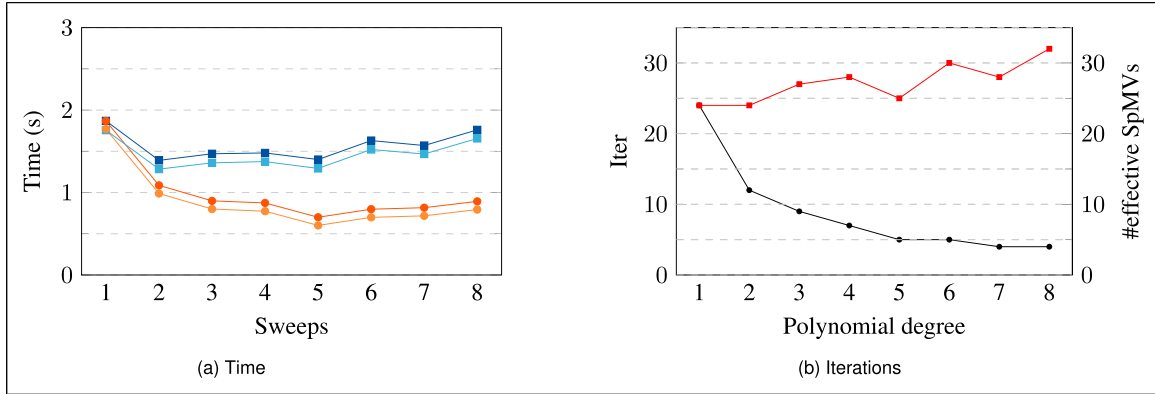 3
2
1
0
Time (s)
1 2 3 4 5 6 7 8
Sweeps
(a) Time
30
20
10
0
Iter
30
20
10
0
#effective SpMVs
1 2 3 4 5 6 7 8
Polynomial degree
(b) Iterations